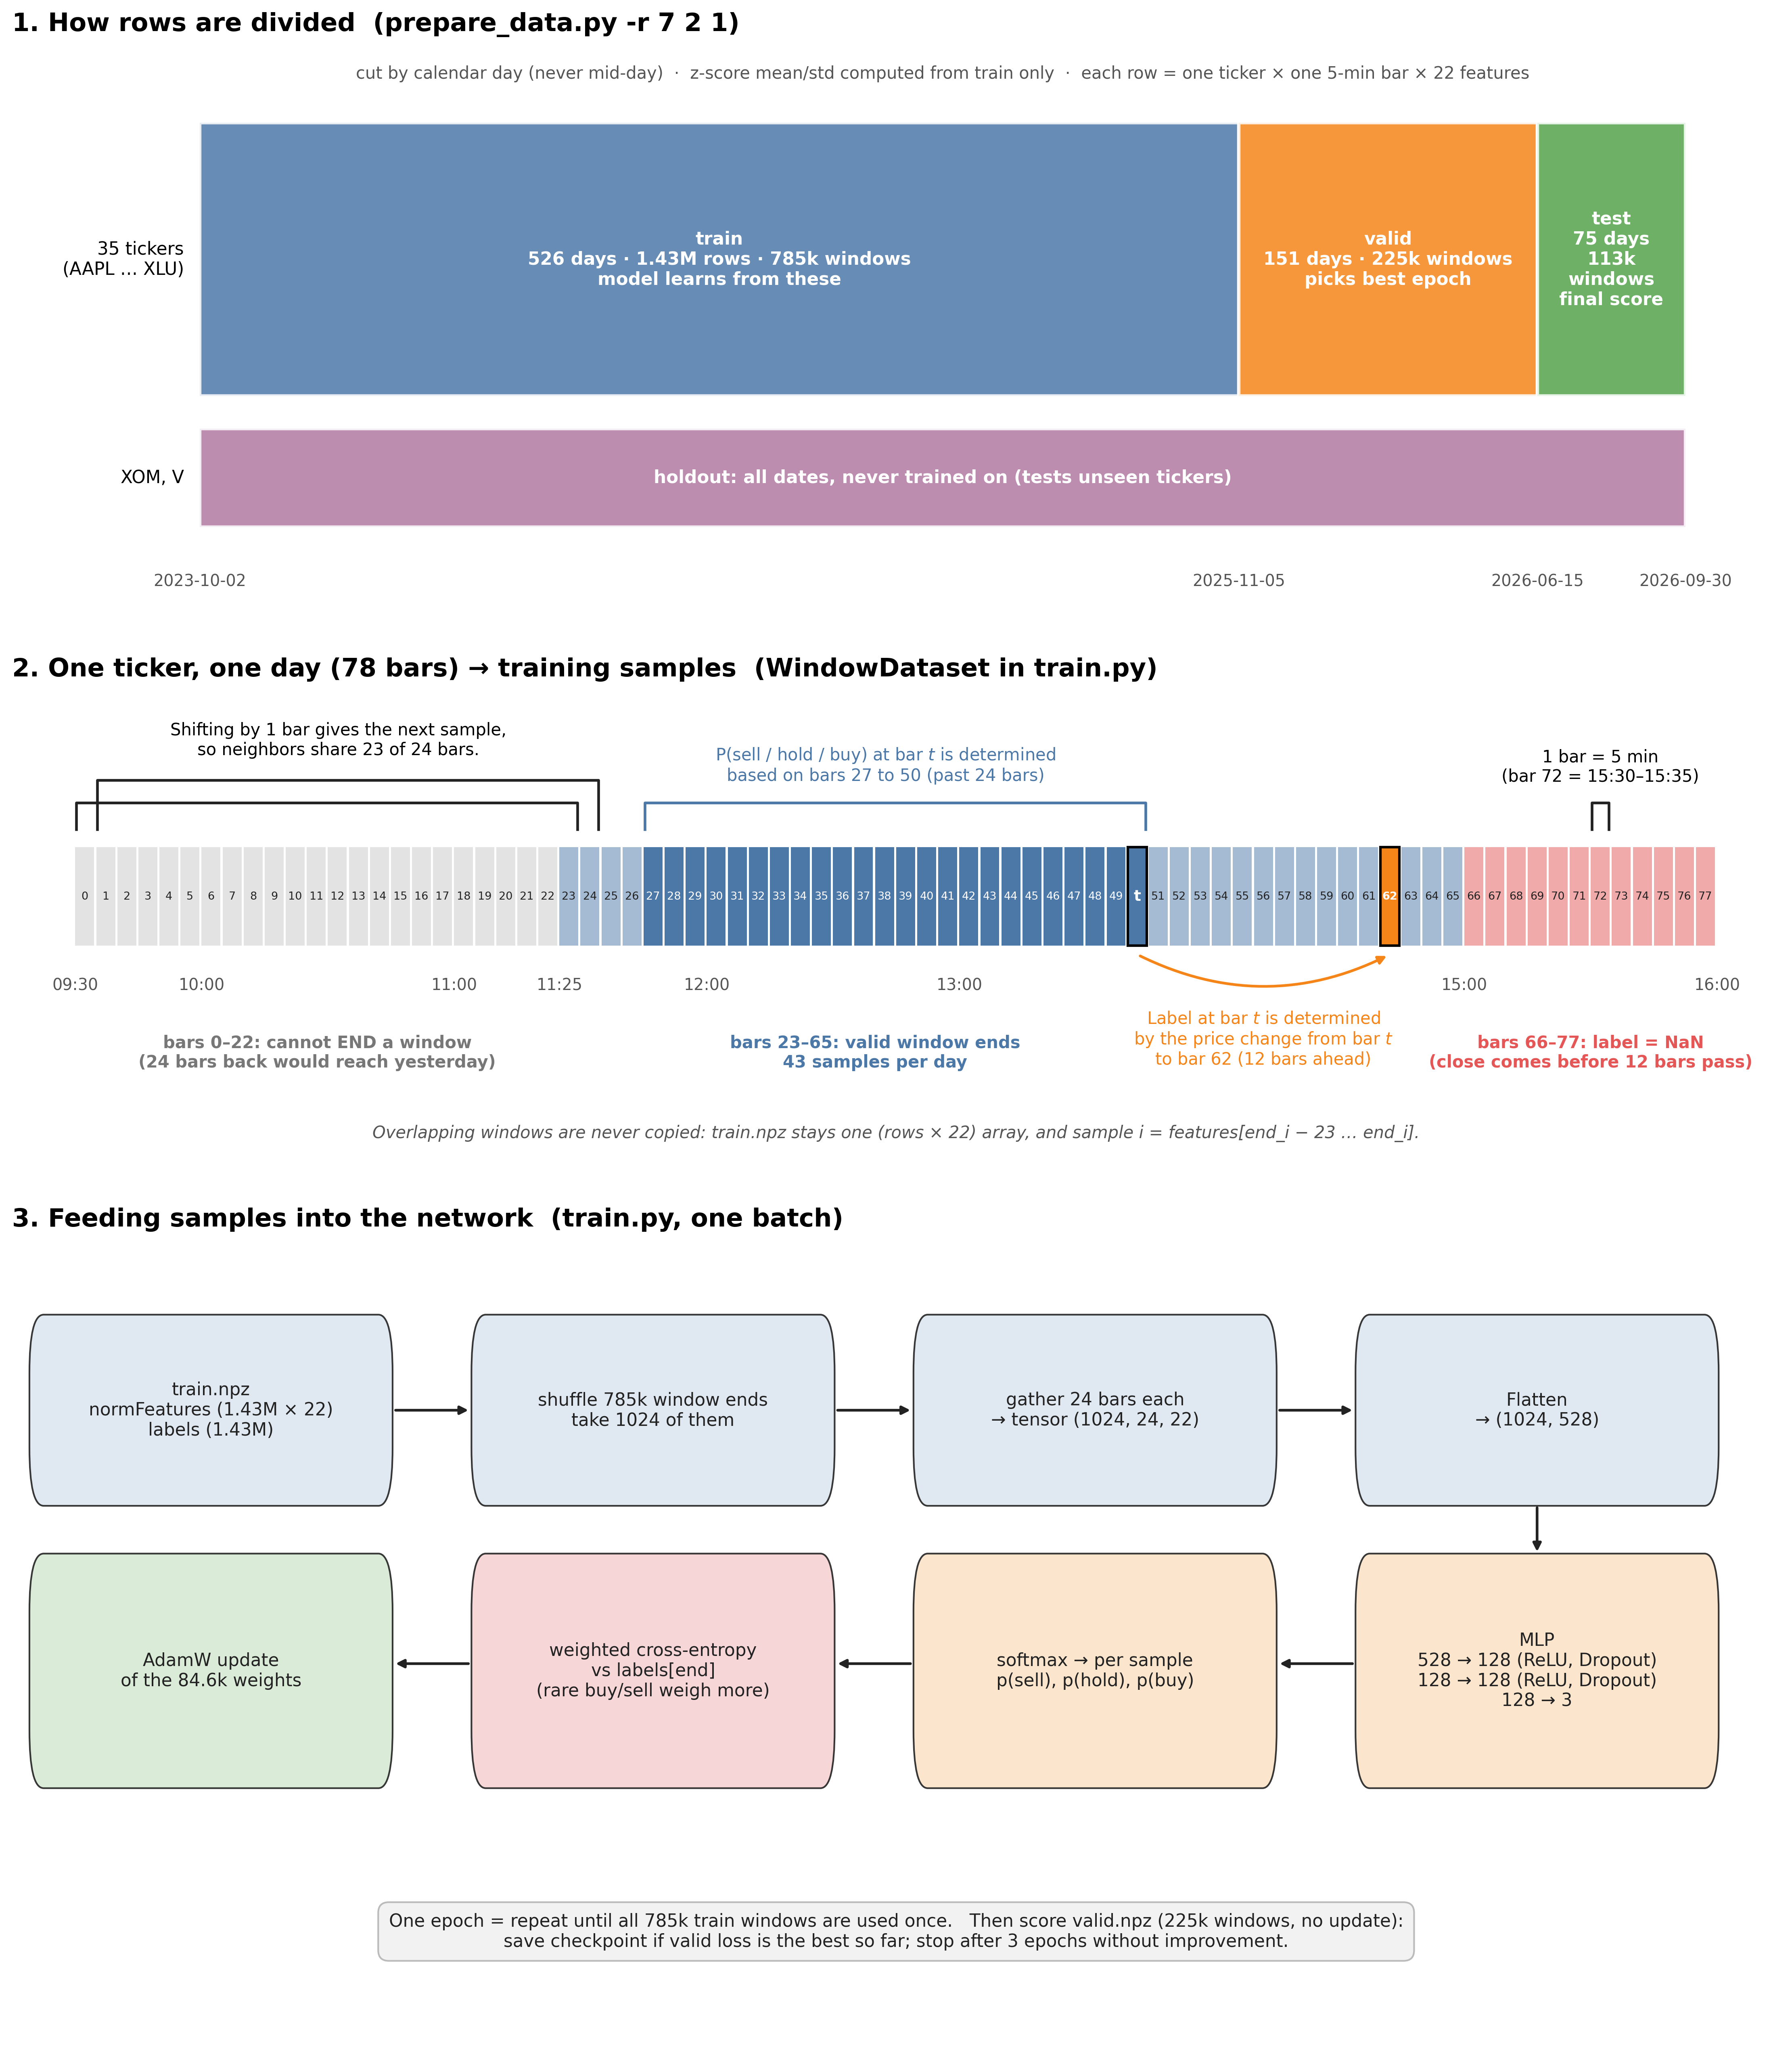 1. How rows are divided  (prepare_data.py -r 7 2 1)
cut by calendar day (never mid-day)  ·  z-score mean/std computed from train only  ·  each row = one ticker × one 5-min bar × 22 features
35 tickers
(AAPL … XLU)
train
526 days · 1.43M rows · 785k windows
model learns from these
valid
151 days · 225k windows
picks best epoch
test
75 days
113k
windows
final score
XOM, V
holdout: all dates, never trained on (tests unseen tickers)
2023-10-02
2025-11-05
2026-06-15
2026-09-30
2. One ticker, one day (78 bars) → training samples  (WindowDataset in train.py)
Shifting by 1 bar gives the next sample,
so neighbors share 23 of 24 bars.
P(sell / hold / buy) at bar t is determined
based on bars 27 to 50 (past 24 bars)
1 bar = 5 min
(bar 72 = 15:30–15:35)
0 1 2 3 4 5 6 7 8 9 10 11 12 13 14 15 16 17 18 19 20 21 22 23 24 25 26 27 28 29 30 31 32 33 34 35 36 37 38 39 40 41 42 43 44 45 46 47 48 49 t 51 52 53 54 55 56 57 58 59 60 61 62 63 64 65 66 67 68 69 70 71 72 73 74 75 76 77
09:30 10:00 11:00 11:25 12:00 13:00 15:00 16:00
bars 0–22: cannot END a window
(24 bars back would reach yesterday)
bars 23–65: valid window ends
43 samples per day
Label at bar t is determined
by the price change from bar t
to bar 62 (12 bars ahead)
bars 66–77: label = NaN
(close comes before 12 bars pass)
Overlapping windows are never copied: train.npz stays one (rows × 22) array, and sample i = features[end_i − 23 … end_i].
3. Feeding samples into the network  (train.py, one batch)
train.npz
normFeatures (1.43M × 22)
labels (1.43M)
shuffle 785k window ends
take 1024 of them
gather 24 bars each
→ tensor (1024, 24, 22)
Flatten
→ (1024, 528)
AdamW update
of the 84.6k weights
weighted cross-entropy
vs labels[end]
(rare buy/sell weigh more)
softmax → per sample
p(sell), p(hold), p(buy)
MLP
528 → 128 (ReLU, Dropout)
128 → 128 (ReLU, Dropout)
128 → 3
One epoch = repeat until all 785k train windows are used once.   Then score valid.npz (225k windows, no update):
save checkpoint if valid loss is the best so far; stop after 3 epochs without improvement.